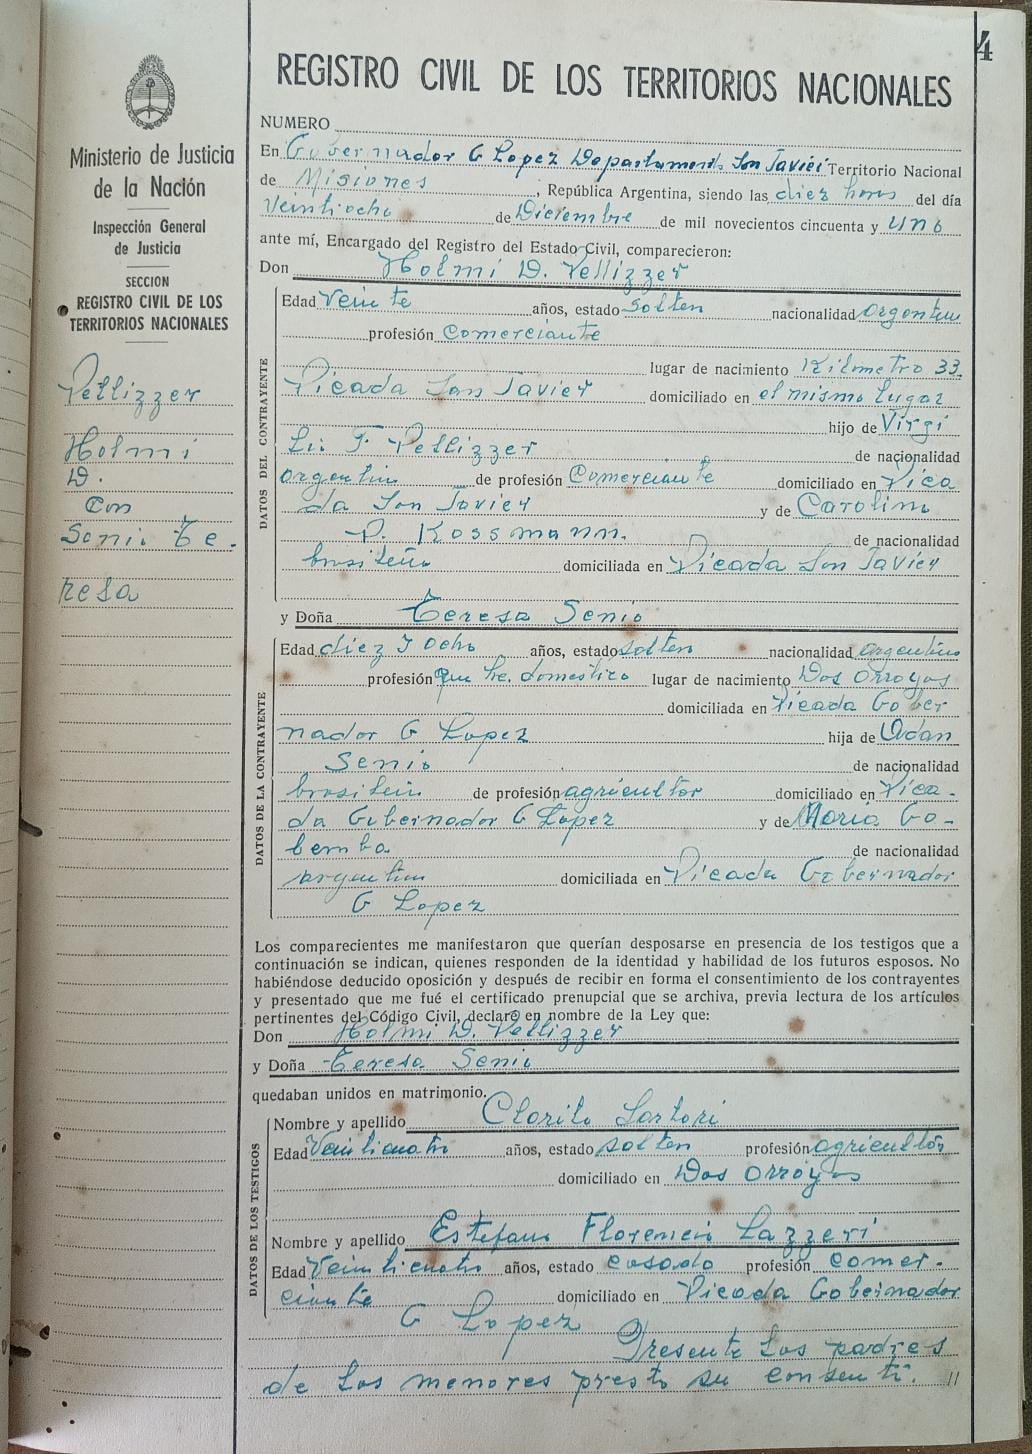 4
REGISTRO CIVIL DE LOS TERRITORIOS NACIONALES
Ministerio de Justicia
de la Nación
Inspección General
de Justicia
SECCION
REGISTRO CIVIL DE LOS
TERRITORIOS NACIONALES
Pellizzer
Holmi
D.
Con
Senio Te.
resa
NUMERO
En Gobernador G Lopez Departamento San Javier Territorio Nacional
de Misiones, República Argentina, siendo las diez horas del día
Veintiocho de Diciembre de mil novecientos cincuenta y uno
ante mí, Encargado del Registro del Estado Civil, comparecieron:
Don Holmi D. Pellizzer
DATOS DEL CONTRAYENTE
Edad Veinte años, estado solten nacionalidad argentino
profesión Comerciante
lugar de nacimiento Kilometro 33.
Picada San Javier domiciliado en el mismo lugar
hijo de Virgi
lio F. Pellizzer de nacionalidad
argentino de profesión Comerciante domiciliado en Pica
da San Javier y de Carolina
P. Kossmann. de nacionalidad
brasileña domiciliada en Picada San Javier
y Doña Teresa Senio
DATOS DE LA CONTRAYENTE
Edad diez y ocho años, estado solten nacionalidad argentina
profesión que he. domestico lugar de nacimiento Dos Arroyos
domiciliada en Picada Gober
nador G Lopez hija de Adan
Senio de nacionalidad
brasilein de profesión agricultor domiciliado en Pica-
da Gobernador G Lopez y de Maria Go-
bemba de nacionalidad
argentina domiciliada en Picada Gobernador
G Lopez
Los comparecientes me manifestaron que querían desposarse en presencia de los testigos que a
continuación se indican, quienes responden de la identidad y habilidad de los futuros esposos. No
habiéndose deducido oposición y después de recibir en forma el consentimiento de los contrayentes
y presentado que me fué el certificado prenupcial que se archiva, previa lectura de los artículos
pertinentes del Código Civil, declaró en nombre de la Ley que:
Don Holmi D. Pellizzer
y Doña Teresa Senio
quedaban unidos en matrimonio.
DATOS DE LOS TESTIGOS
Nombre y apellido Clorito Sartori
Edad Veinticuatro años, estado solten profesión agricultor
domiciliado en Dos Arroyos
Nombre y apellido Estefano Florencio Lazzeri
Edad Veinticuatro años, estado casado profesión comer-
ciante domiciliado en Picada Gobernador
G Lopez
Presente los padres
de los menores presto su consenti. //